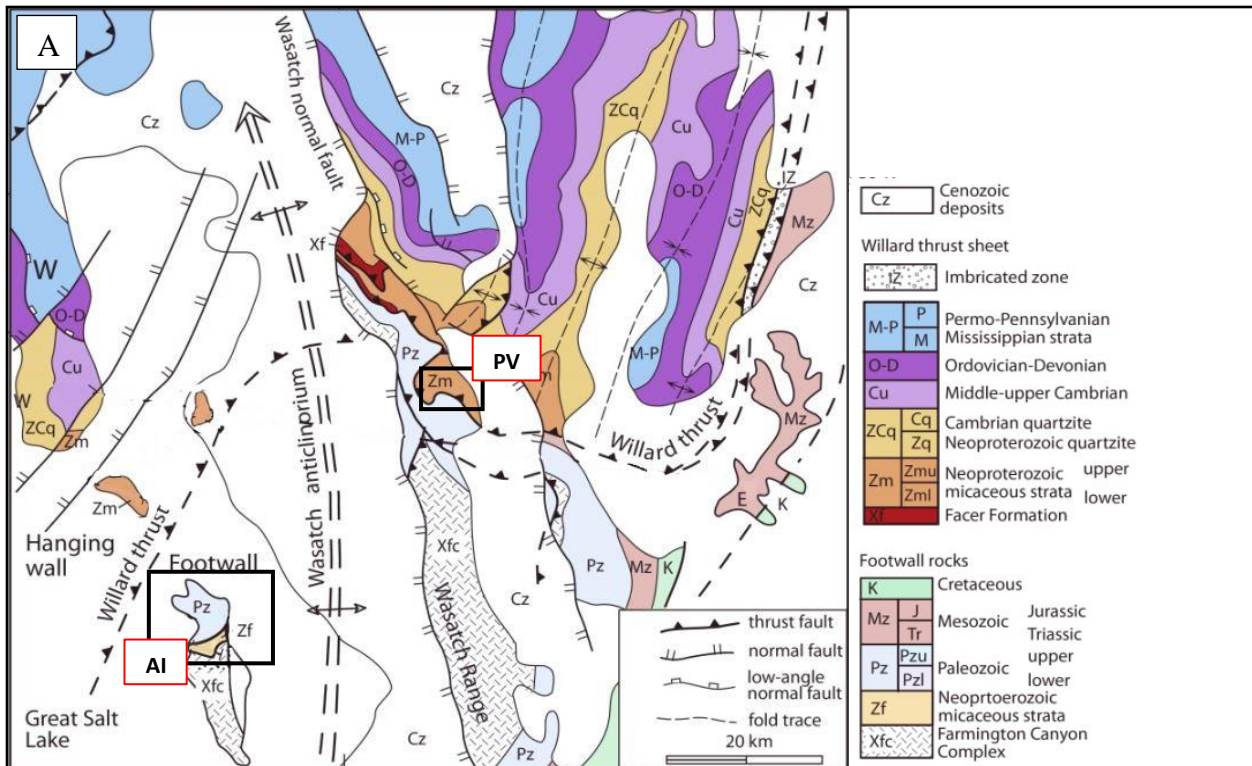 A
Wasatch normal fault
Cz
Cz
M-P
O-D
ZCq
Cu
O-D
Cu
ZCq
IZ
Mz
Cz
W
O-D
Cu
W
ZCq
Zm
Xf
Pz
Zm
PV
Cu
m
M-P
Willard thrust
Mz
E
K
Zm
Hanging
wall
Willard thrust
Footwall
Pz
Zf
AI
Xfc
Great Salt
Lake
Wasatch anticlinorium
Xfc
Wasatch Range
Cz
Pz
Mz
K
Cz
Pz
thrust fault
normal fault
low-angle
normal fault
fold trace
20 km
Cz
Cenozoic
deposits
Willard thrust sheet
IZ
Imbricated zone
M-P
P
M
Permo-Pennsylvanian
Mississippian strata
O-D
Ordovician-Devonian
Cu
Middle-upper Cambrian
ZCq
Cq
Zq
Cambrian quartzite
Neoproterozoic quartzite
Zm
Zmu
Zml
Neoproterozoic upper
micaceous strata lower
Xf
Facer Formation
Footwall rocks
K
Cretaceous
Mz
J
Tr
Mesozoic
Jurassic
Triassic
Pz
Pzu
Pzl
Paleozoic
upper
lower
Zf
Neoprtoerozoic
micaceous strata
Xfc
Farmington Canyon
Complex